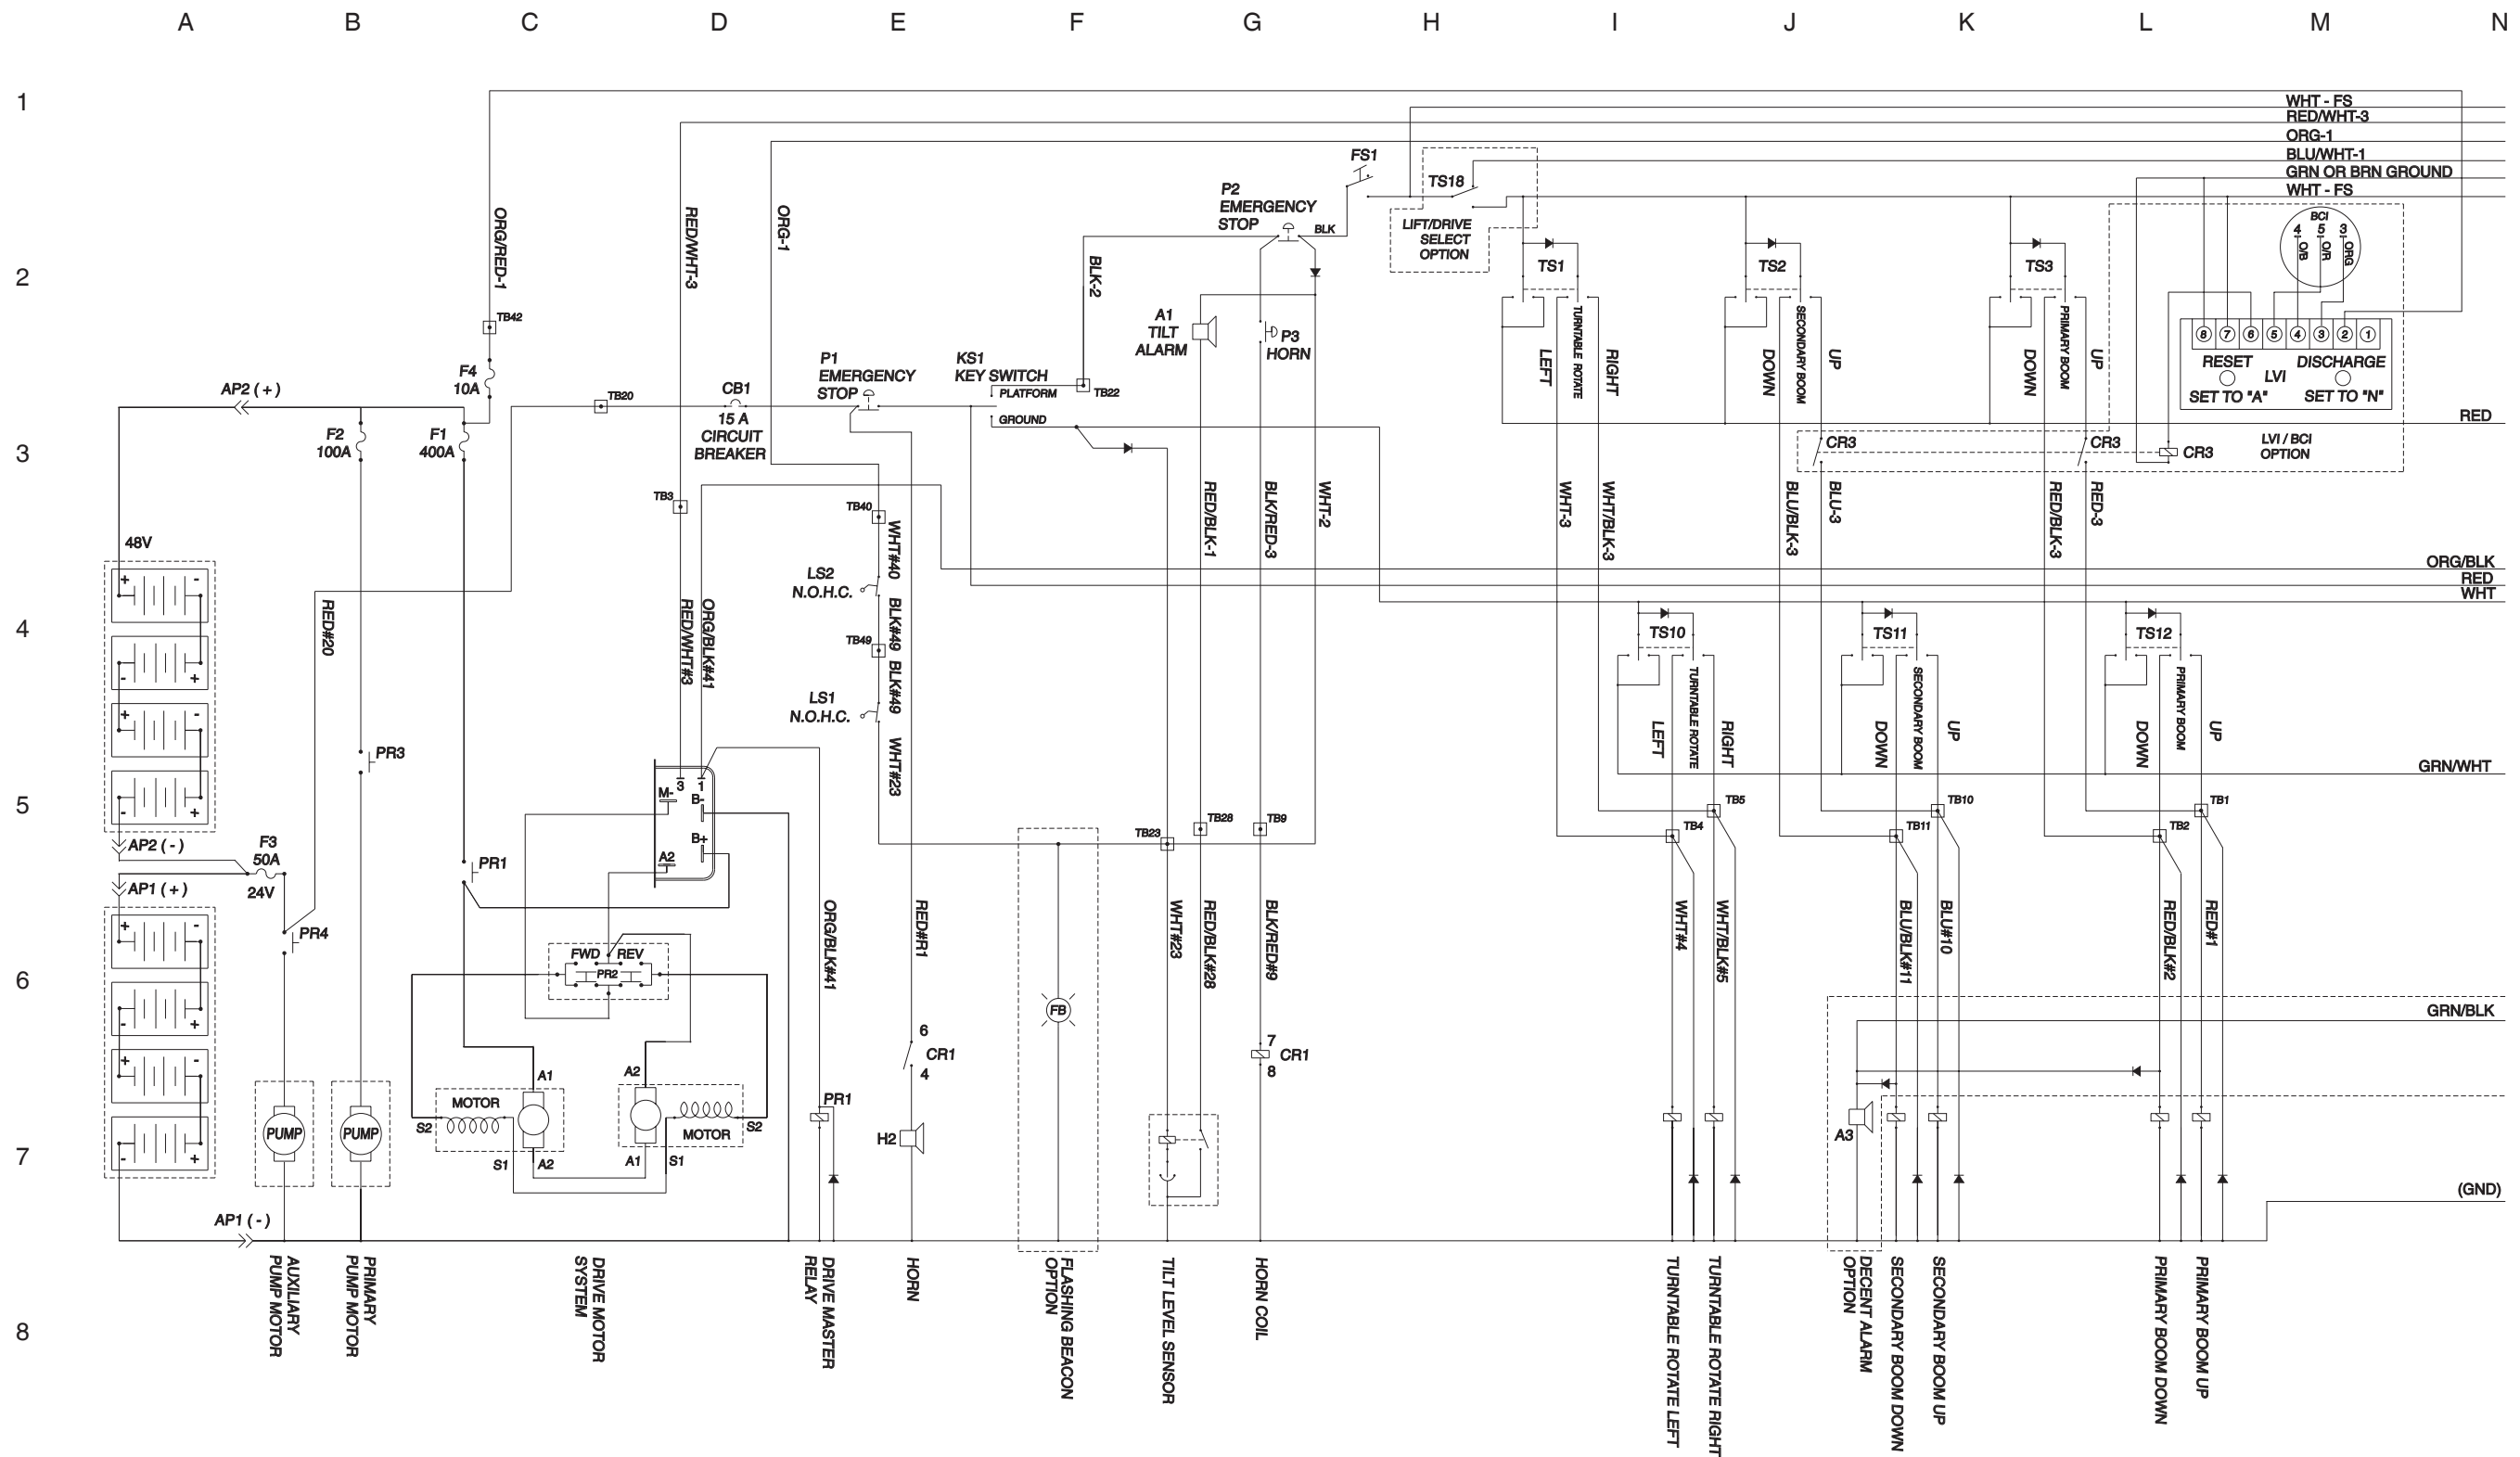 A B C D E F G H I J K L M N
1
WHT - FS
RED/WHT-3
ORG-1
BLU/WHT-1
GRN OR BRN GROUND
WHT - FS
FS1
TS18
LIFT/DRIVE
SELECT
OPTION
P2
EMERGENCY
STOP
BLK
ORG/RED-1
RED/WHT-3
ORG-1
BLK-2
2
TB42
F4
10A
A1
TILT
ALARM
P3
HORN
TS1
TURNTABLE ROTATE
LEFT
RIGHT
TS2
SECONDARY BOOM
DOWN
UP
TS3
PRIMARY BOOM
DOWN
UP
BCI
4 5 3
O/B
O/R
ORG
8 7 6 5 4 3 2 1
RESET
LVI
DISCHARGE
SET TO "A"
SET TO "N"
RED
LVI / BCI
OPTION
CR3
CR3
CR3
AP2 ( + )
F2
100A
F1
400A
TB20
CB1
15 A
CIRCUIT
BREAKER
P1
EMERGENCY
STOP
KS1
KEY SWITCH
PLATFORM
GROUND
TB22
3
TB3
TB40
WHT#40
RED/BLK-1
BLK/RED-3
WHT-2
WHT-3
WHT/BLK-3
BLU/BLK-3
BLU-3
RED/BLK-3
RED-3
48V
+ -
- +
+ -
- +
LS2
N.O.H.C.
BLK#49
TB49
BLK#49
LS1
N.O.H.C.
WHT#23
ORG/BLK
RED
WHT
4
RED#20
RED/WHT#3
ORG/BLK#41
TS10
TURNTABLE ROTATE
LEFT
RIGHT
TS11
SECONDARY BOOM
DOWN
UP
TS12
PRIMARY BOOM
DOWN
UP
GRN/WHT
PR3
5
M-
3
1
B-
B+
A2
TB23
TB28
TB9
TB4
TB5
TB11
TB10
TB2
TB1
AP2 ( - )
F3
50A
24V
AP1 ( + )
PR1
PR4
+ -
- +
+ -
- +
FWD
REV
PR2
ORG/BLK#41
RED#R1
WHT#23
RED/BLK#28
BLK/RED#9
WHT#4
WHT/BLK#5
BLU/BLK#11
BLU#10
RED/BLK#2
RED#1
6
FB
6
CR1
4
7
CR1
8
GRN/BLK
A1
A2
MOTOR
MOTOR
S2
S2
S1
A2
A1
S1
PUMP
PUMP
PR1
H2
A3
7
(GND)
AP1 ( - )
AUXILIARY
PUMP MOTOR
PRIMARY
PUMP MOTOR
DRIVE MOTOR
SYSTEM
DRIVE MASTER
RELAY
HORN
FLASHING BEACON
OPTION
TILT LEVEL SENSOR
HORN COIL
TURNTABLE ROTATE LEFT
TURNTABLE ROTATE RIGHT
DECENT ALARM
OPTION
SECONDARY BOOM DOWN
SECONDARY BOOM UP
PRIMARY BOOM DOWN
PRIMARY BOOM UP
8